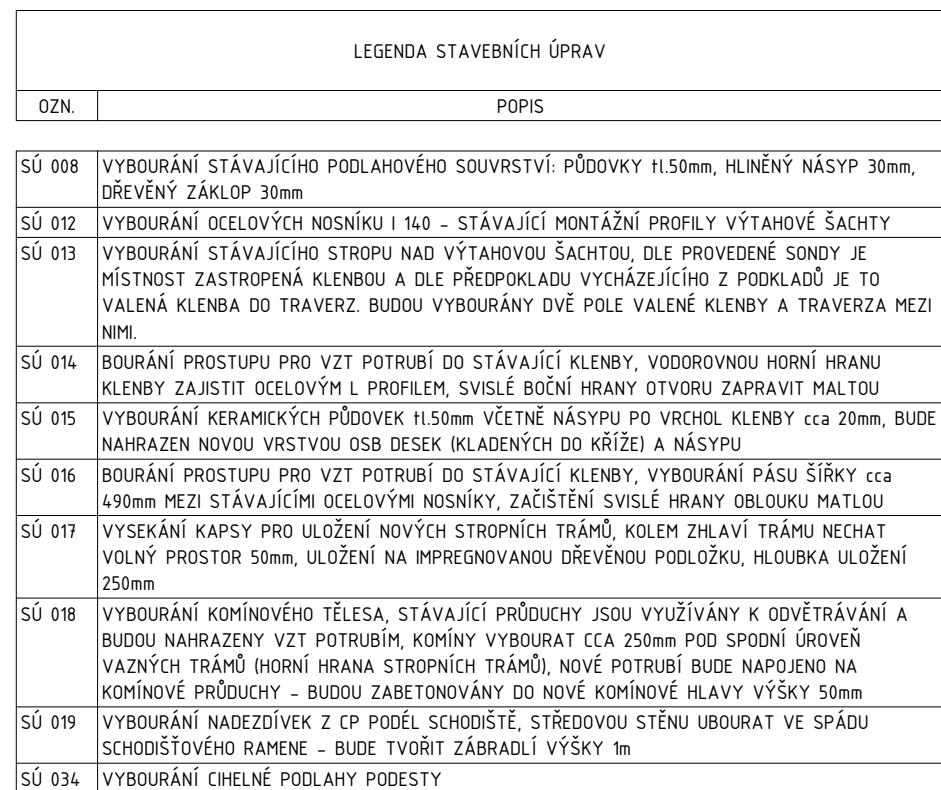 LEGENDA STAVEBNÍCH ÚPRAV
OZN. POPIS
SÚ 008 VYBOURÁNÍ STÁVAJÍCÍHO PODLAHOVÉHO SOUVRSTVÍ: PŮDOVKY tl.50mm, HLINĚNÝ NÁSYP 30mm,
DŘEVĚNÝ ZÁKLOP 30mm
SÚ 012 VYBOURÁNÍ OCELOVÝCH NOSNÍKU I 140 - STÁVAJÍCÍ MONTÁŽNÍ PROFILY VÝTAHOVÉ ŠACHTY
SÚ 013 VYBOURÁNÍ STÁVAJÍCÍHO STROPU NAD VÝTAHOVOU ŠACHTOU, DLE PROVEDENÉ SONDY JE
MÍSTNOST ZASTROPENÁ KLENBOU A DLE PŘEDPOKLADU VYCHÁZEJÍCÍHO Z PODKLADŮ JE TO
VALENÁ KLENBA DO TRAVERZ. BUDOU VYBOURÁNY DVĚ POLE VALENÉ KLENBY A TRAVERZA MEZI
NIMI.
SÚ 014 BOURÁNÍ PROSTUPU PRO VZT POTRUBÍ DO STÁVAJÍCÍ KLENBY, VODOROVNOU HORNÍ HRANU
KLENBY ZAJISTIT OCELOVÝM L PROFILEM, SVISLÉ BOČNÍ HRANY OTVORU ZAPRAVIT MALTOU
SÚ 015 VYBOURÁNÍ KERAMICKÝCH PŮDOVEK tl.50mm VČETNĚ NÁSYPU PO VRCHOL KLENBY cca 20mm, BUDE
NAHRAZEN NOVOU VRSTVOU OSB DESEK (KLADENÝCH DO KŘÍŽE) A NÁSYPU
SÚ 016 BOURÁNÍ PROSTUPU PRO VZT POTRUBÍ DO STÁVAJÍCÍ KLENBY, VYBOURÁNÍ PÁSU ŠÍŘKY cca
490mm MEZI STÁVAJÍCÍMI OCELOVÝMI NOSNÍKY, ZAČIŠTĚNÍ SVISLÉ HRANY OBLOUKU MATLOU
SÚ 017 VYSEKÁNÍ KAPSY PRO ULOŽENÍ NOVÝCH STROPNÍCH TRÁMŮ, KOLEM ZHLAVÍ TRÁMU NECHAT
VOLNÝ PROSTOR 50mm, ULOŽENÍ NA IMPREGNOVANOU DŘEVĚNOU PODLOŽKU, HLOUBKA ULOŽENÍ
250mm
SÚ 018 VYBOURÁNÍ KOMÍNOVÉHO TĚLESA, STÁVAJÍCÍ PRŮDUCHY JSOU VYUŽÍVÁNY K ODVĚTRÁVÁNÍ A
BUDOU NAHRAZENY VZT POTRUBÍM, KOMÍNY VYBOURAT CCA 250mm POD SPODNÍ ÚROVEŇ
VAZNÝCH TRÁMŮ (HORNÍ HRANA STROPNÍCH TRÁMŮ), NOVÉ POTRUBÍ BUDE NAPOJENO NA
KOMÍNOVÉ PRŮDUCHY - BUDOU ZABETONOVÁNY DO NOVÉ KOMÍNOVÉ HLAVY VÝŠKY 50mm
SÚ 019 VYBOURÁNÍ NADEZDÍVEK Z CP PODÉL SCHODIŠTĚ, STŘEDOVOU STĚNU UBOURAT VE SPÁDU
SCHODIŠŤOVÉHO RAMENE - BUDE TVOŘIT ZÁBRADLÍ VÝŠKY 1m
SÚ 034 VYBOURÁNÍ CIHELNÉ PODLAHY PODESTY